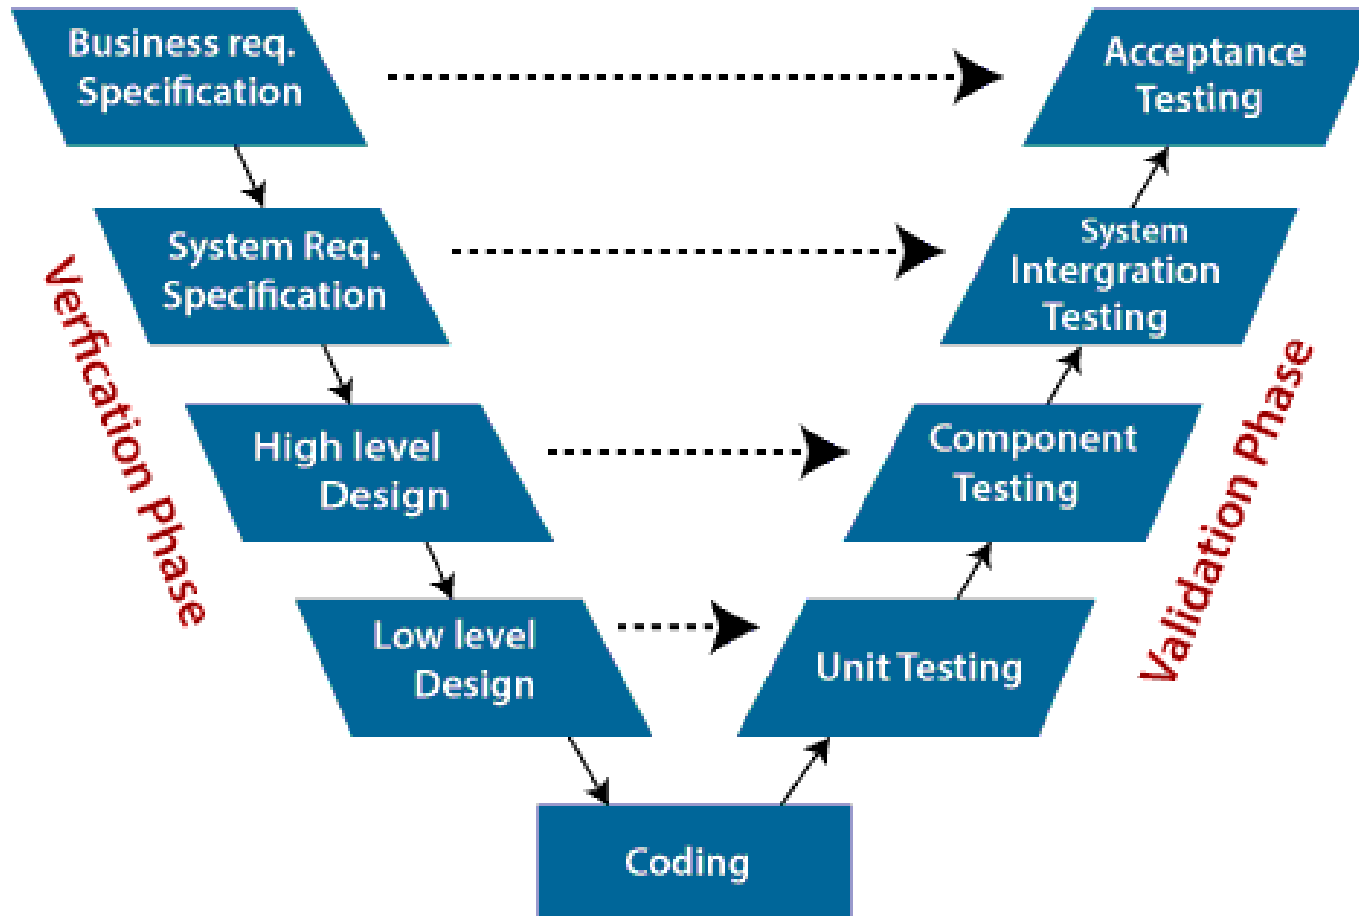 Business req.
Specification
Acceptance
Testing
System Req.
Specification
System
Intergration
Testing
Verfication Phase
High level
Design
Component
Testing
Validation Phase
Low level
Design
Unit Testing
Coding